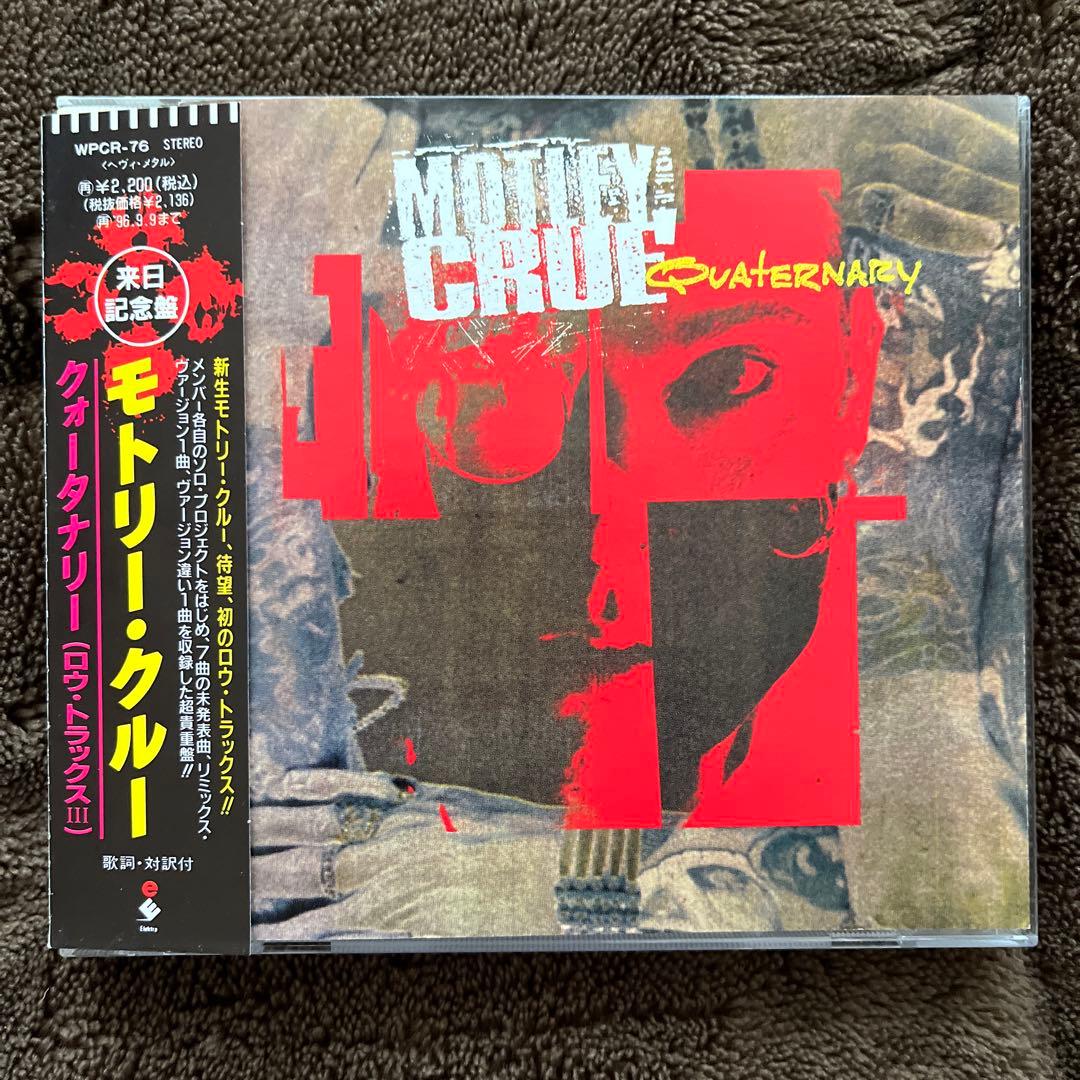 WPCR-76 STEREO
〈ヘヴィ・メタル〉
再¥2,200(税込)
(税抜価格¥2,136)
再'96.9.9まで
来日
記念盤
モトリー・クルー
クォータナリー(ロウ・トラックスIII)
新生モトリー・クルー、待望、初のロウ・トラックス!!
メンバー各自のソロ・プロジェクトをはじめ、7曲の未発表曲、リミックス・
ヴァージョン1曲、ヴァージョン違い1曲を収録した超貴重盤!!
歌詞・対訳付
e
Elektra
MOTLEY
CRUE
QUATERNARY